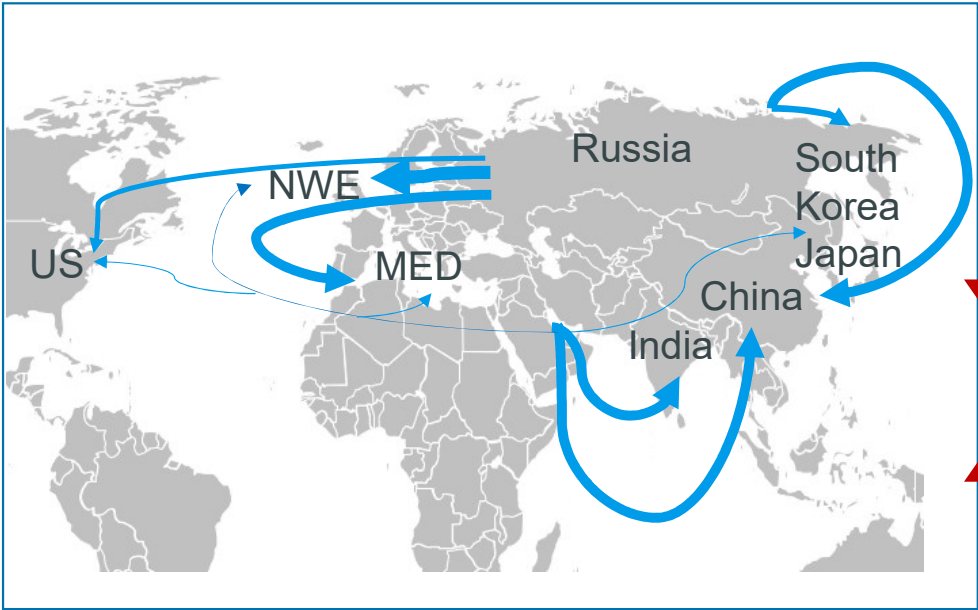 Russia
South
Korea
Japan
NWE
US
MED
China
India